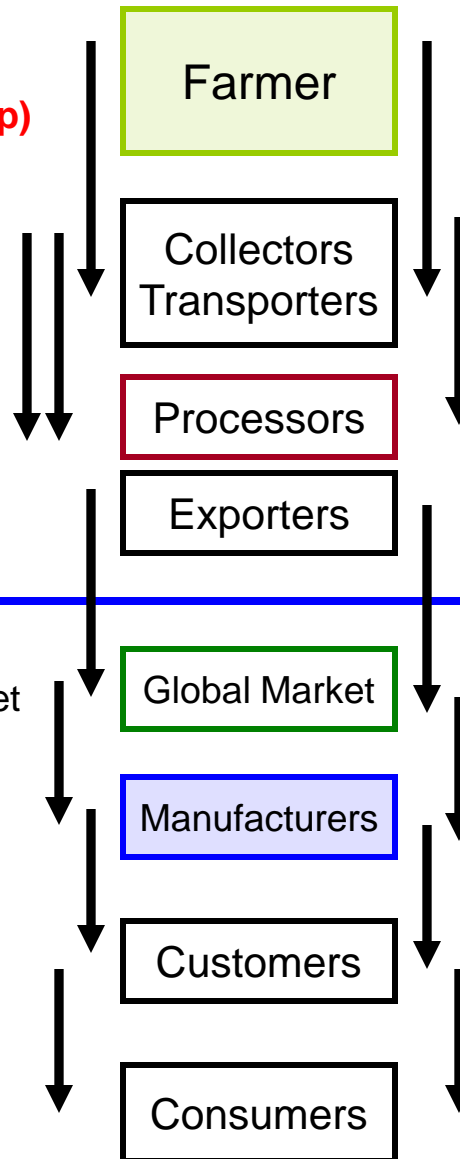 Farmer
p)
Collectors
Transporters
Processors
Exporters
Global Market
et
Manufacturers
Customers
Consumers